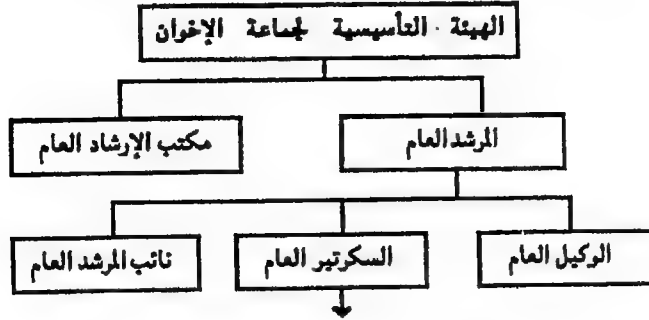 الهيئة التأسيسية لجماعة الإخوان
المرشد العام
مكتب الإرشاد العام
الوكيل العام
السكرتير العام
نائب المرشد العام